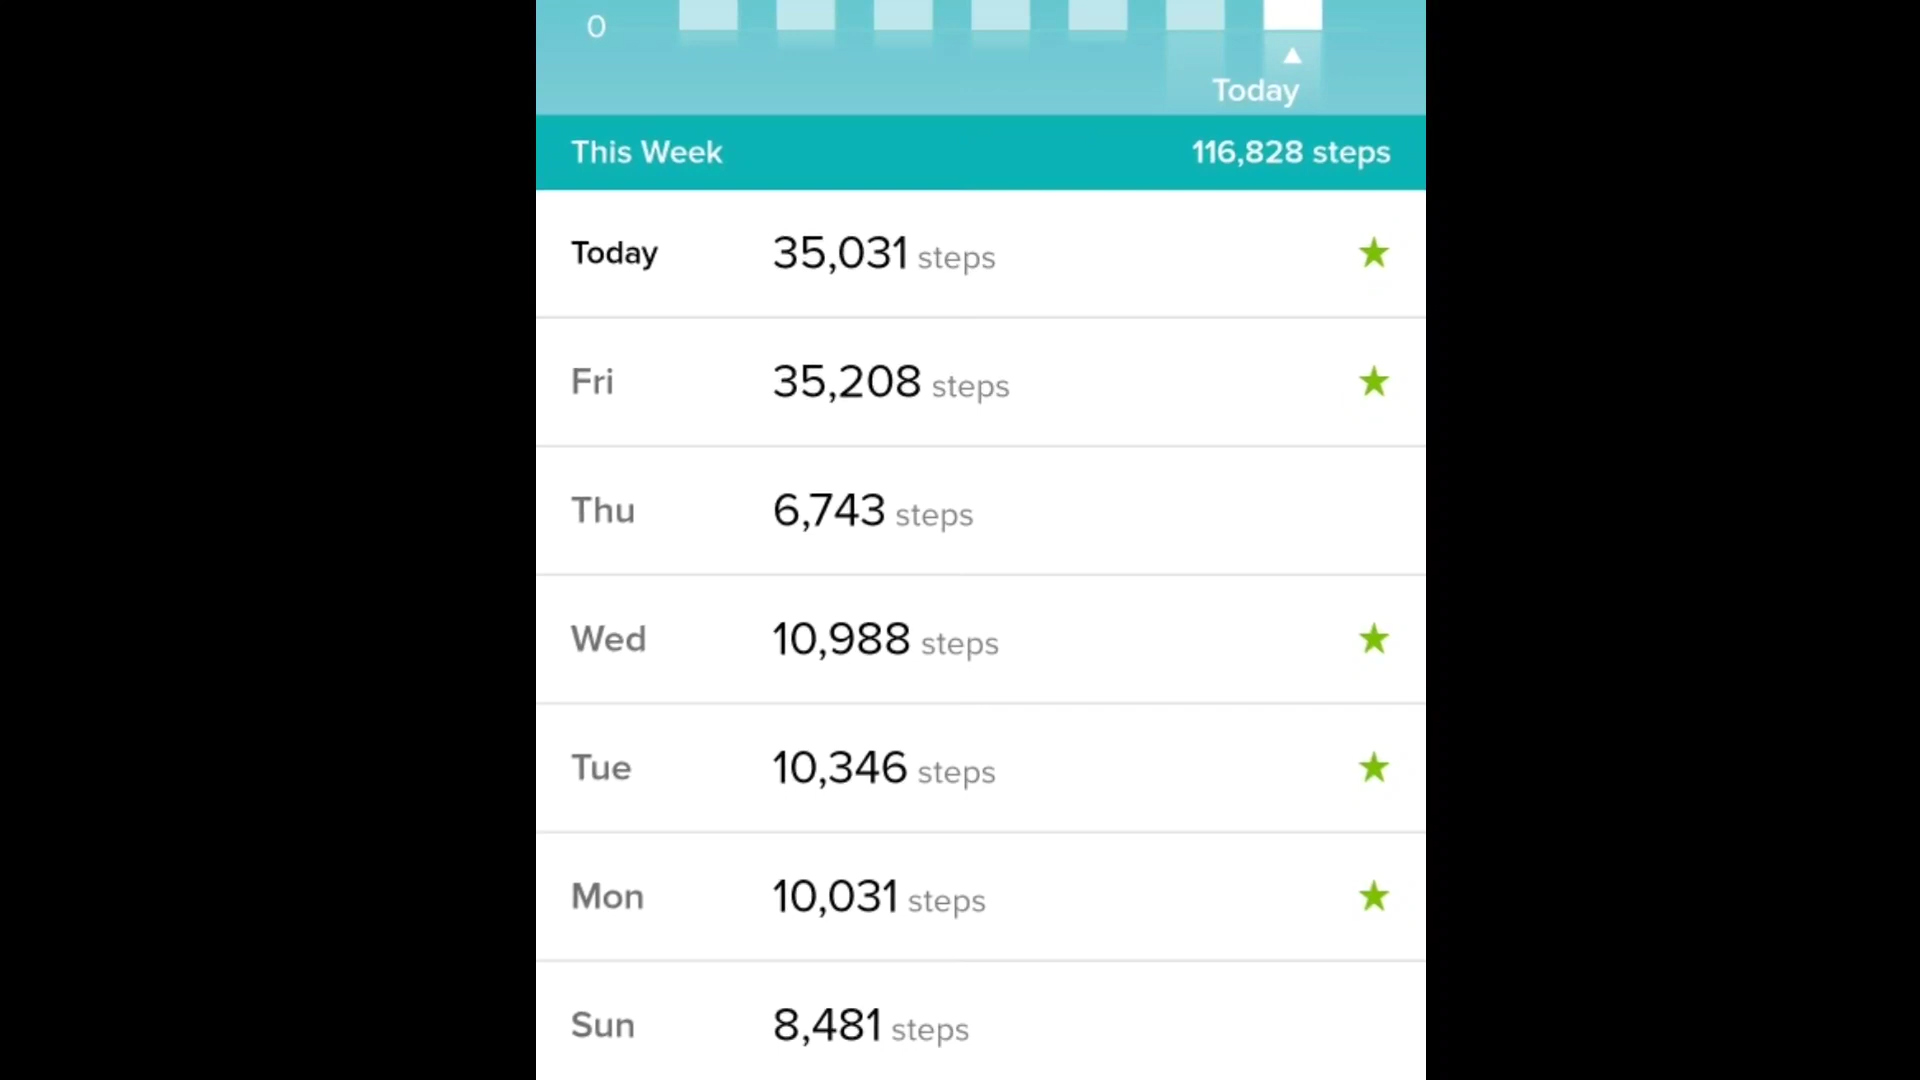 0
Today
This Week 116,828 steps
Today 35,031 steps
Fri 35,208 steps
Thu 6,743 steps
Wed 10,988 steps
Tue 10,346 steps
Mon 10,031 steps
Sun 8,481 steps